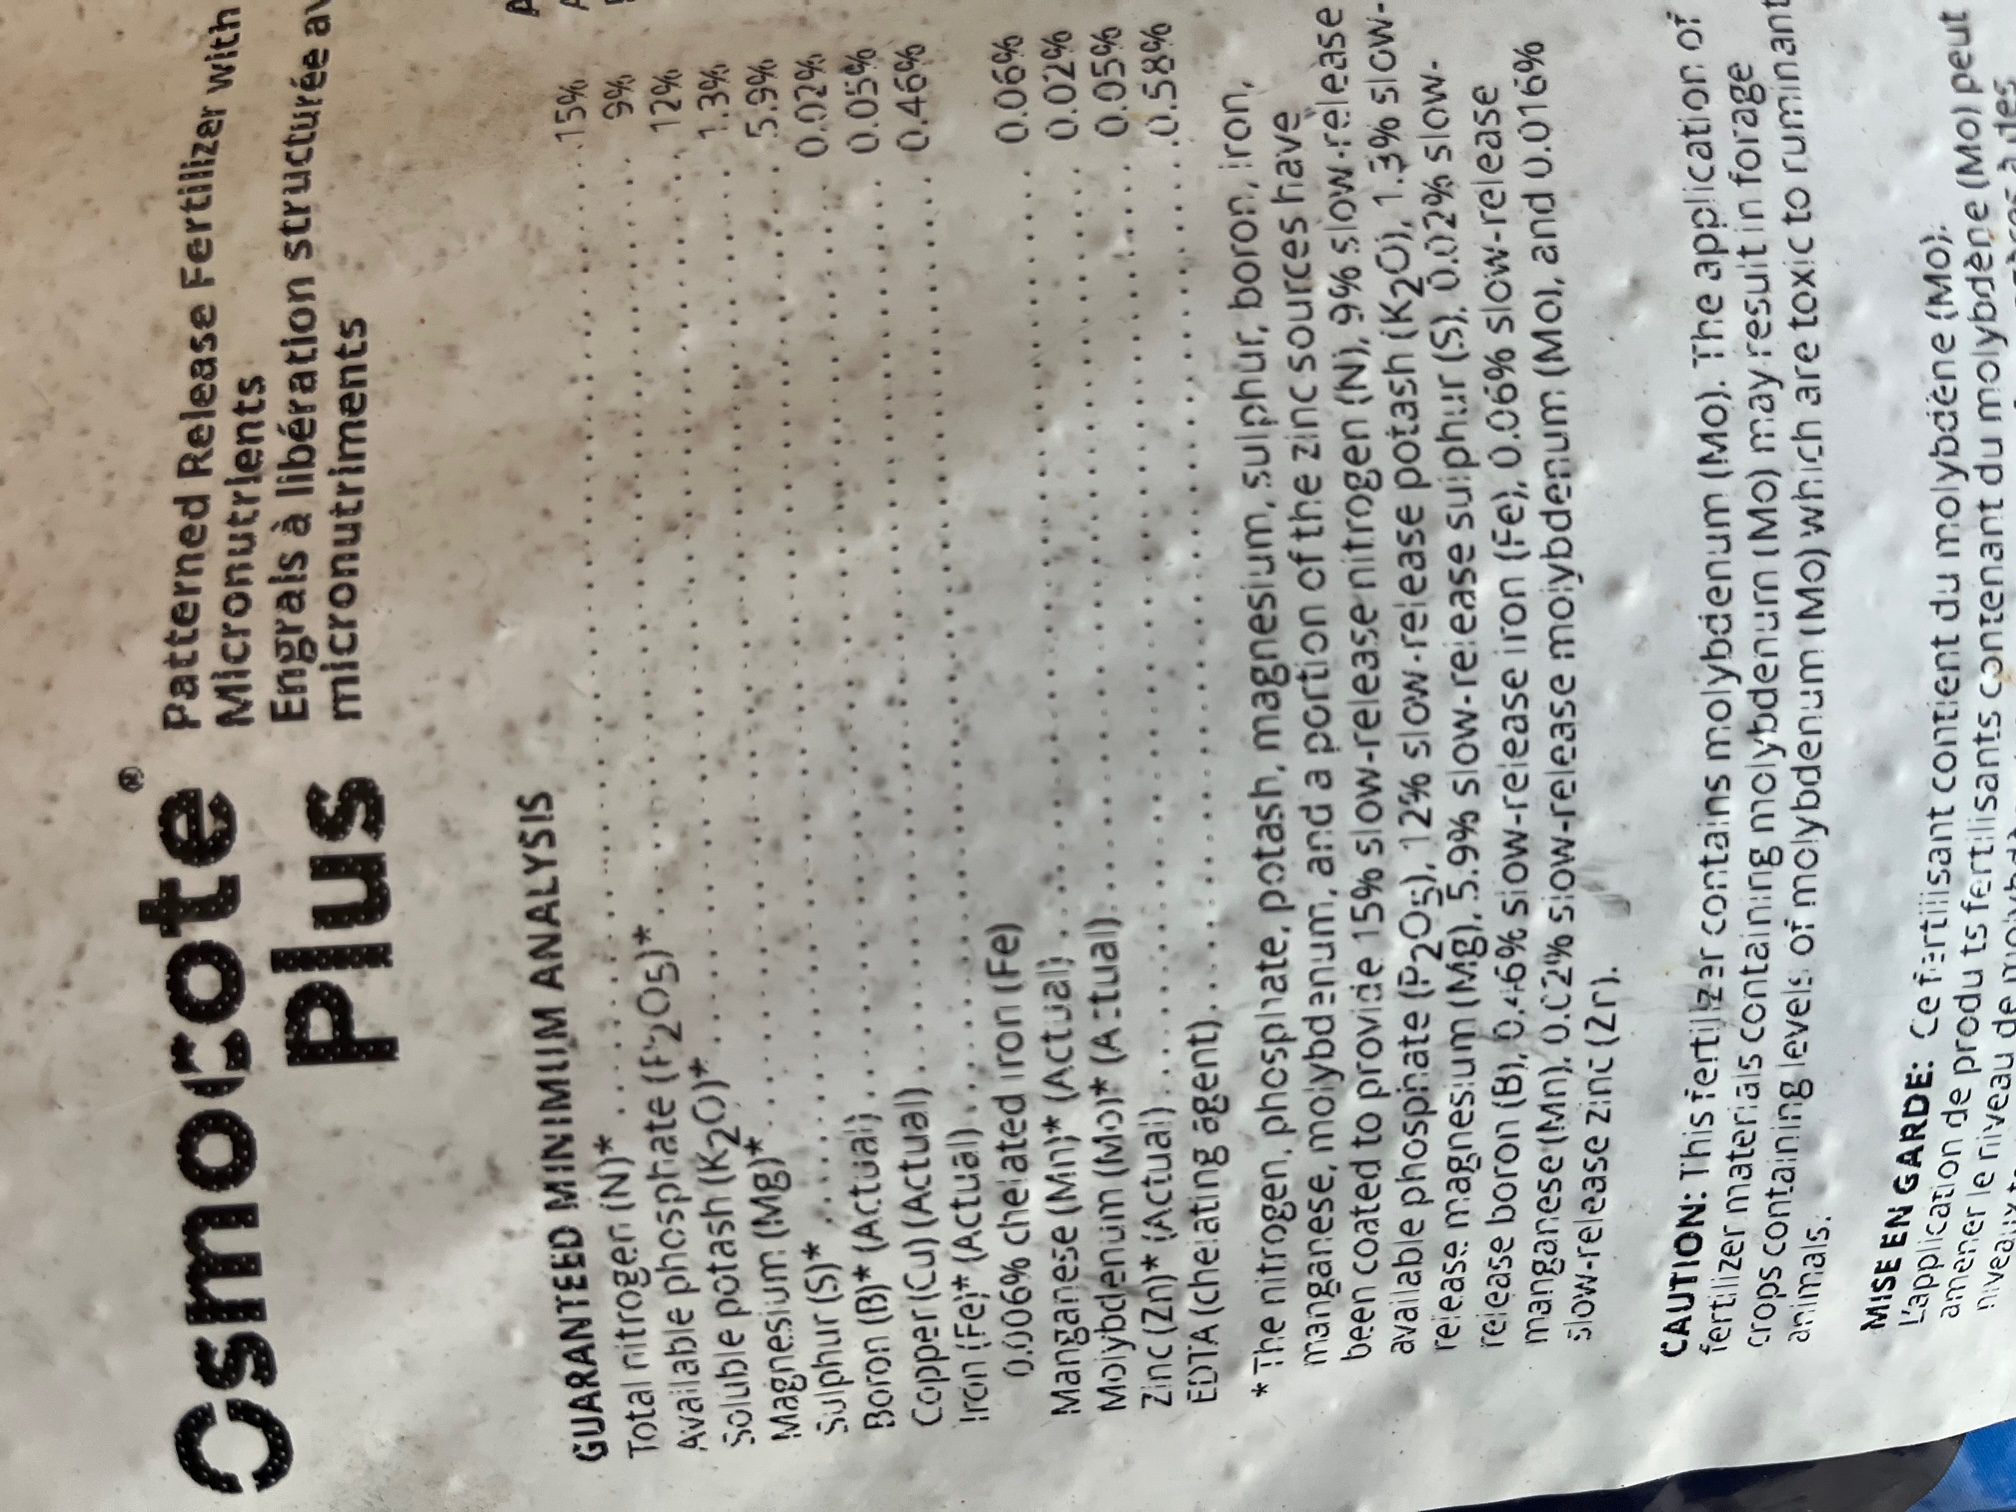 Osmocote®
Plus
Patterned Release Fertilizer with
Micronutrients
Engrais à libération structurée
micronutriments
GUARANTEED MINIMUM ANALYSIS
Total nitrogen (N)* 15%
Available phosphate (P2O5)* 9%
Soluble potash (K2O)* 12%
Magnesium (Mg)* 1.3%
Sulphur (S)* 5.9%
Boron (B)* (Actual) 0.02%
Copper (Cu) (Actual) 0.05%
Iron (Fe)* (Actual) 0.46%
0.006% chelated iron (Fe)
Manganese (Mn)* (Actual) 0.06%
Molybdenum (Mo)* (Actual) 0.02%
Zinc (Zn)* (Actual) 0.05%
EDTA (chelating agent) 0.58%
* The nitrogen, phosphate, potash, magnesium, sulphur, boron, iron,
manganese, molybdenum, and a portion of the zinc sources have
been coated to provide 15% slow-release nitrogen (N), 9% slow-release
available phosphate (P2O5), 12% slow-release potash (K2O), 1.3% slow-
release magnesium (Mg), 5.9% slow-release sulphur (S), 0.02% slow-
release boron (B), 0.46% slow-release iron (Fe), 0.06% slow-release
manganese (Mn), 0.02% slow-release molybdenum (Mo), and 0.016%
slow-release zinc (Zn).
CAUTION: This fertilizer contains molybdenum (Mo). The application of
fertilizer materials containing molybdenum (Mo) may result in forage
crops containing levels of molybdenum (Mo) which are toxic to ruminant
animals.
MISE EN GARDE: Ce fertilisant contient du molybdène (Mo).
L'application de produits fertilisants contenant du molybdène (Mo) peut
amener le niveau de
niveaux